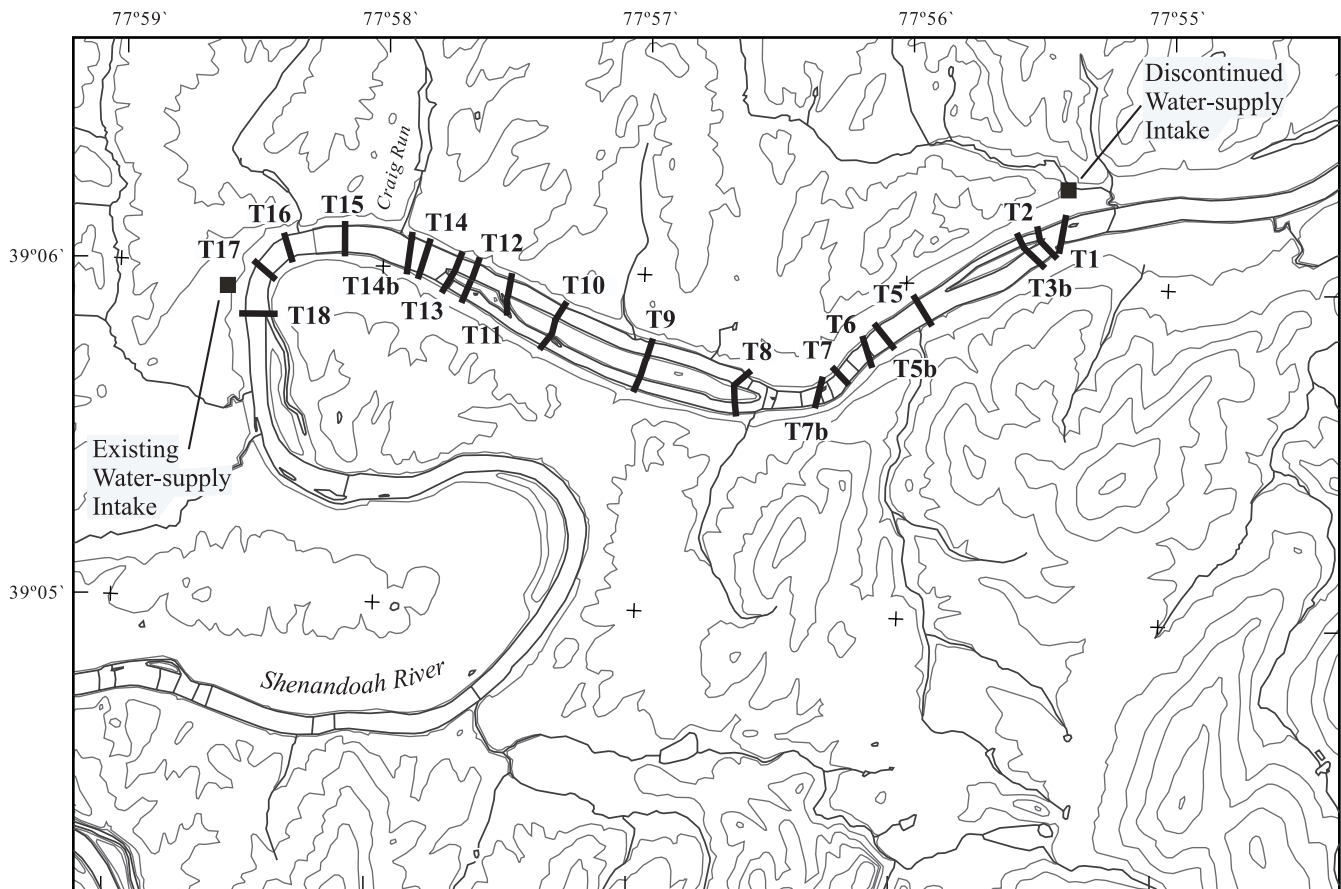 77°59`
77°58`
77°57`
77°56`
77°55`
Discontinued
Water-supply
Intake
Craig Run
T16
T15
T14
T2
T17
T12
39°06`
T1
T14b
T10
T5
T3b
T13
T18
T9
T6
T11
T8
T7
T5b
T7b
Existing
Water-supply
Intake
39°05`
Shenandoah River